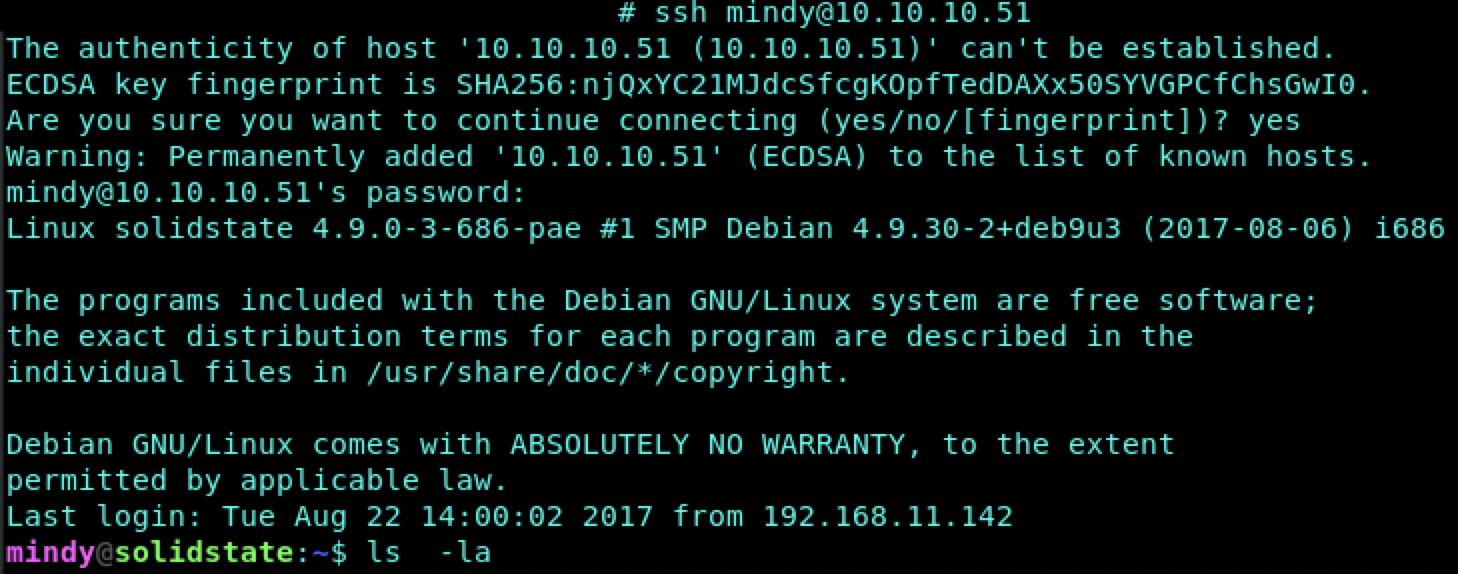 # ssh mindy@10.10.10.51
The authenticity of host '10.10.10.51 (10.10.10.51)' can't be established.
ECDSA key fingerprint is SHA256:njQxYC21MJdcSfcgKOpfTedDAXx50SYVGPCfChsGwI0.
Are you sure you want to continue connecting (yes/no/[fingerprint])? yes
Warning: Permanently added '10.10.10.51' (ECDSA) to the list of known hosts.
mindy@10.10.10.51's password:
Linux solidstate 4.9.0-3-686-pae #1 SMP Debian 4.9.30-2+deb9u3 (2017-08-06) i686
The programs included with the Debian GNU/Linux system are free software;
the exact distribution terms for each program are described in the
individual files in /usr/share/doc/*/copyright.
Debian GNU/Linux comes with ABSOLUTELY NO WARRANTY, to the extent
permitted by applicable law.
Last login: Tue Aug 22 14:00:02 2017 from 192.168.11.142
mindy@solidstate:~$ ls  -la